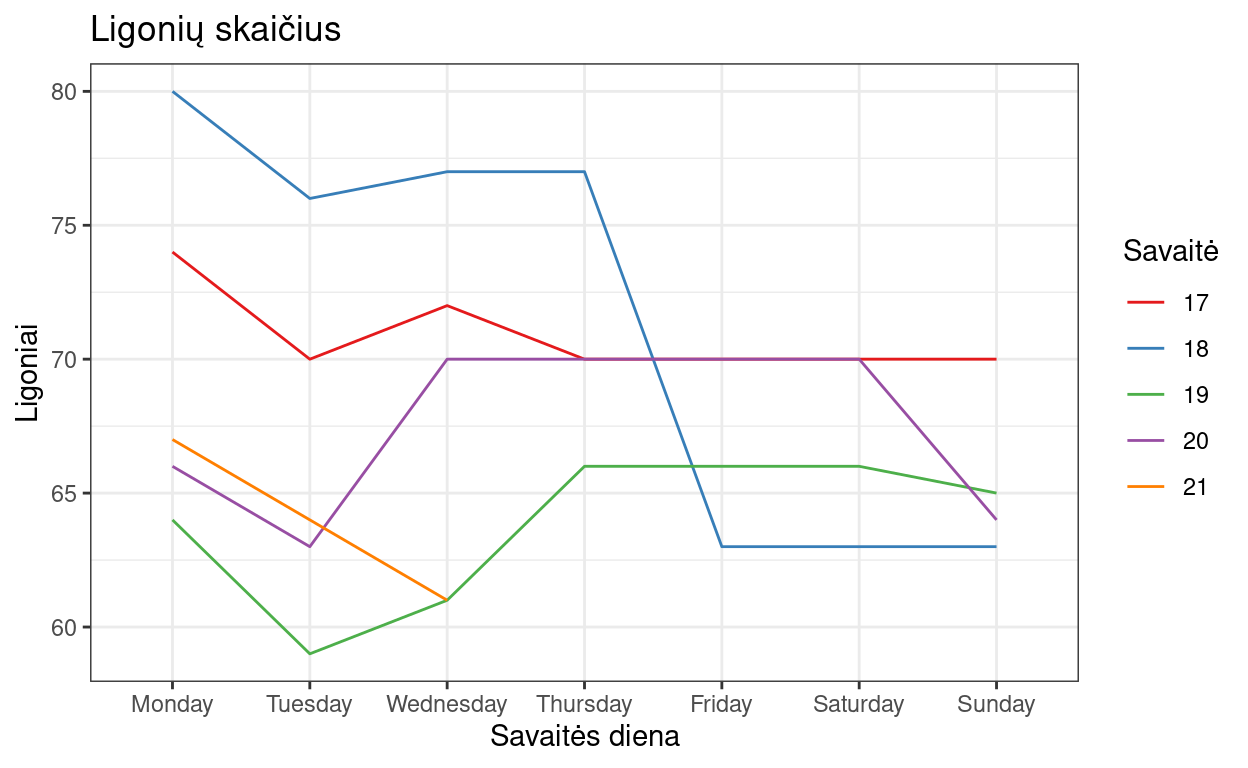 Ligonių skaičius
80
75
70
65
60
Ligoniai
Monday Tuesday Wednesday Thursday Friday Saturday Sunday
Savaitės diena
Savaitė
17
18
19
20
21